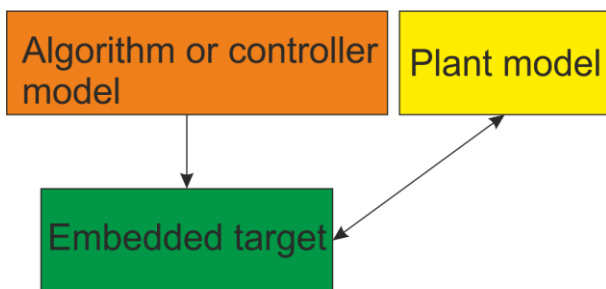 Algorithm or controller
model
Plant model
Embedded target